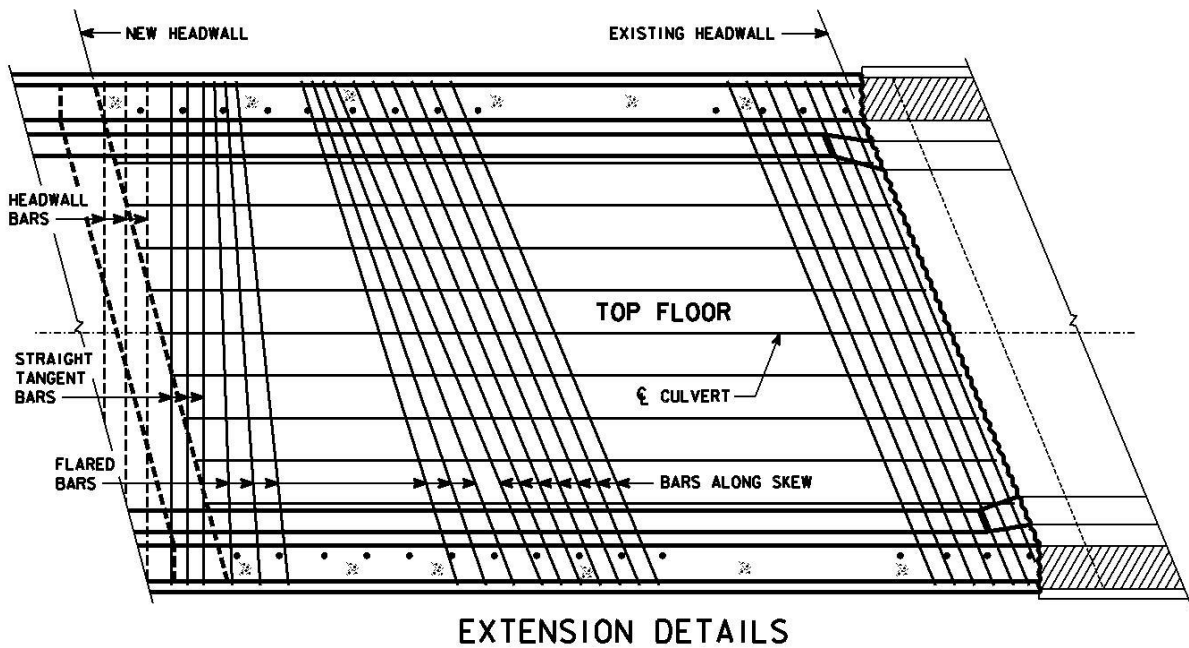 NEW HEADWALL
EXISTING HEADWALL
HEADWALL
BARS
TOP FLOOR
STRAIGHT
TANGENT
BARS
℄ CULVERT
FLARED
BARS
BARS ALONG SKEW
EXTENSION DETAILS